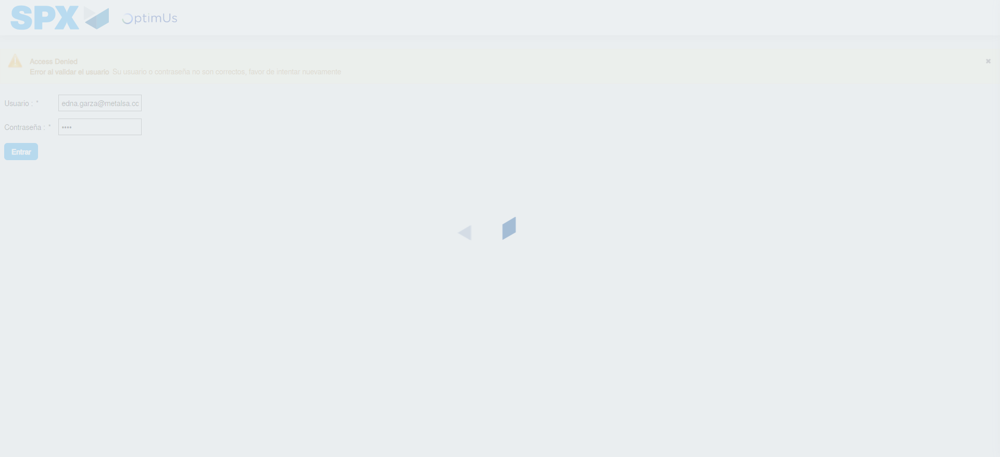 SPX OptimUs
Access Denied
Error al validar el usuario Su usuario o contraseña no son correctos, favor de intentar nuevamente
Usuario : * edna.garza@metalsa.cc
Contraseña : * ••••
Entrar